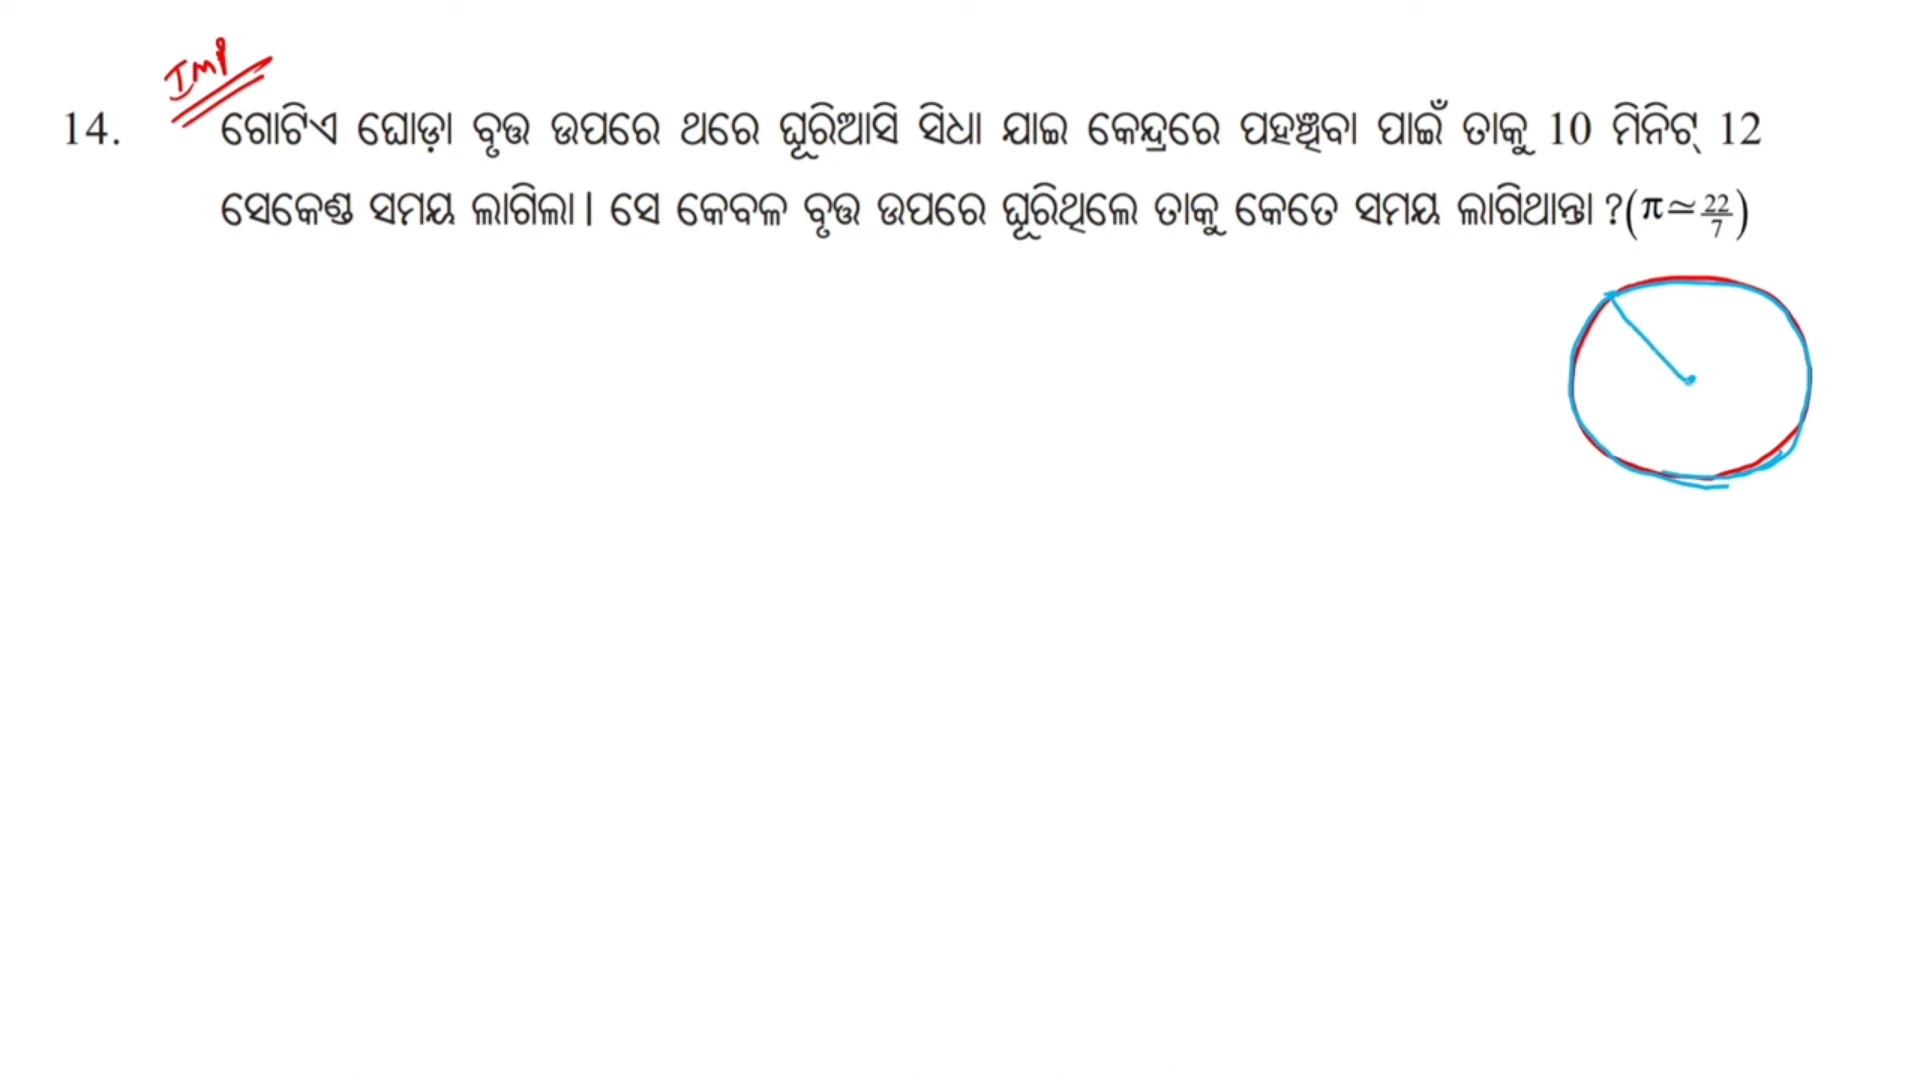 Imp
14. ଗୋଟିଏ ଘୋଡ଼ା ବୃତ୍ତ ଉପରେ ଥରେ ଘୂରିଆସି ସିଧା ଯାଇ କେନ୍ଦ୍ରରେ ପହଞ୍ଚିବା ପାଇଁ ତାକୁ 10 ମିନିଟ୍ 12
ସେକେଣ୍ଡ ସମୟ ଲାଗିଲା । ସେ କେବଳ ବୃତ୍ତ ଉପରେ ଘୂରିଥିଲେ ତାକୁ କେତେ ସମୟ ଲାଗିଥାନ୍ତା ? (π ≃ 22/7)